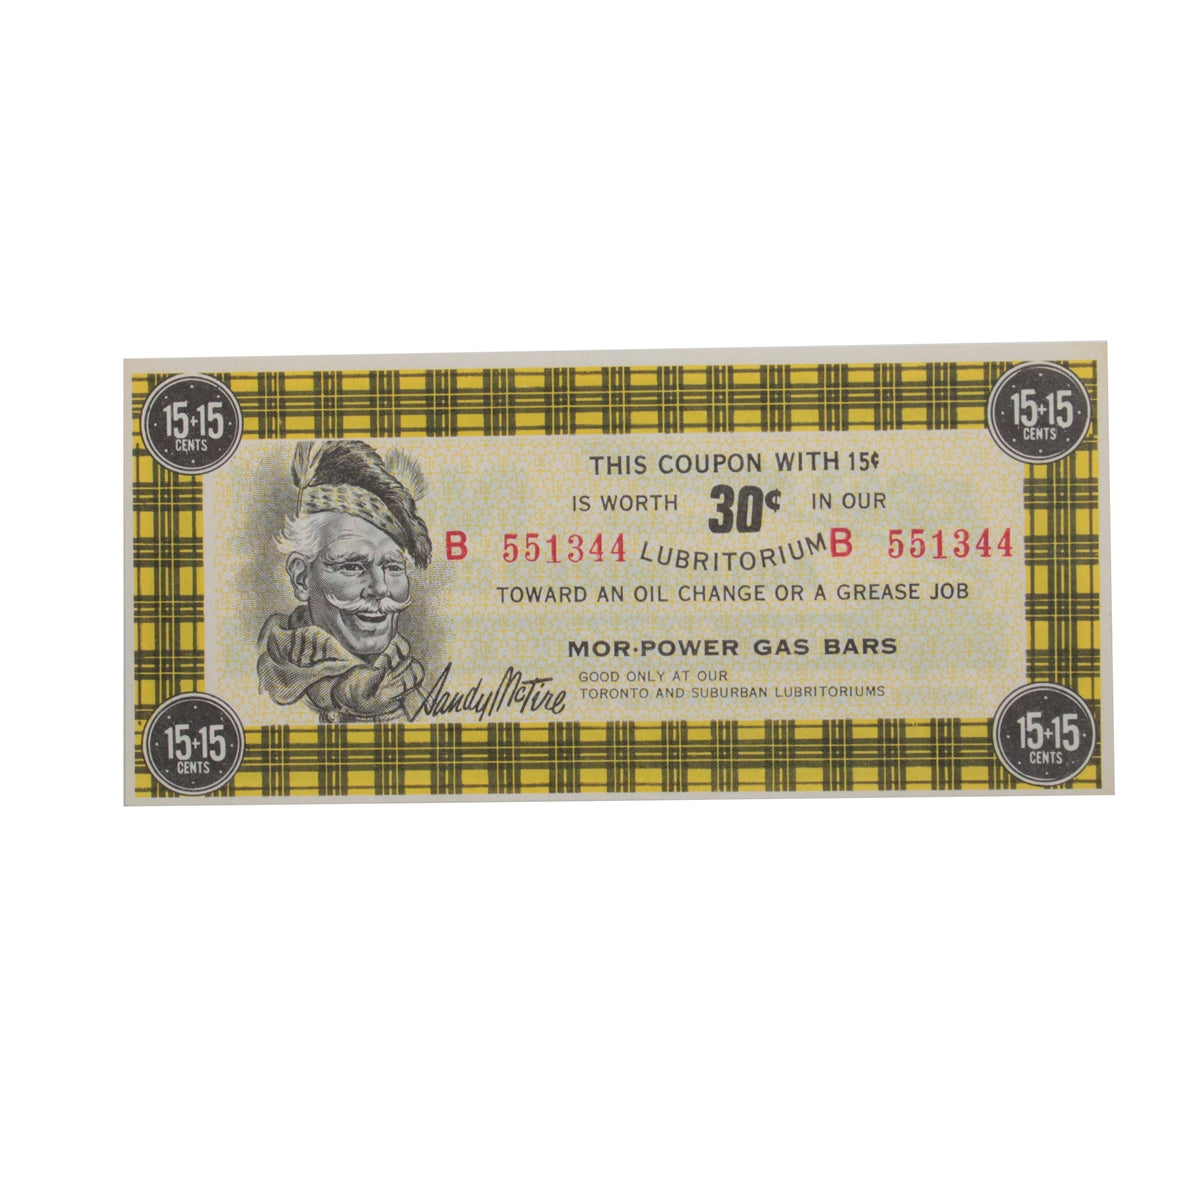 15+15
CENTS
15+15
CENTS
THIS COUPON WITH 15¢
IS WORTH 30¢ IN OUR
B 551344 LUBRITORIUM B 551344
TOWARD AN OIL CHANGE OR A GREASE JOB
MOR-POWER GAS BARS
GOOD ONLY AT OUR
TORONTO AND SUBURBAN LUBRITORIUMS
Sandy McTire
15+15
CENTS
15+15
CENTS